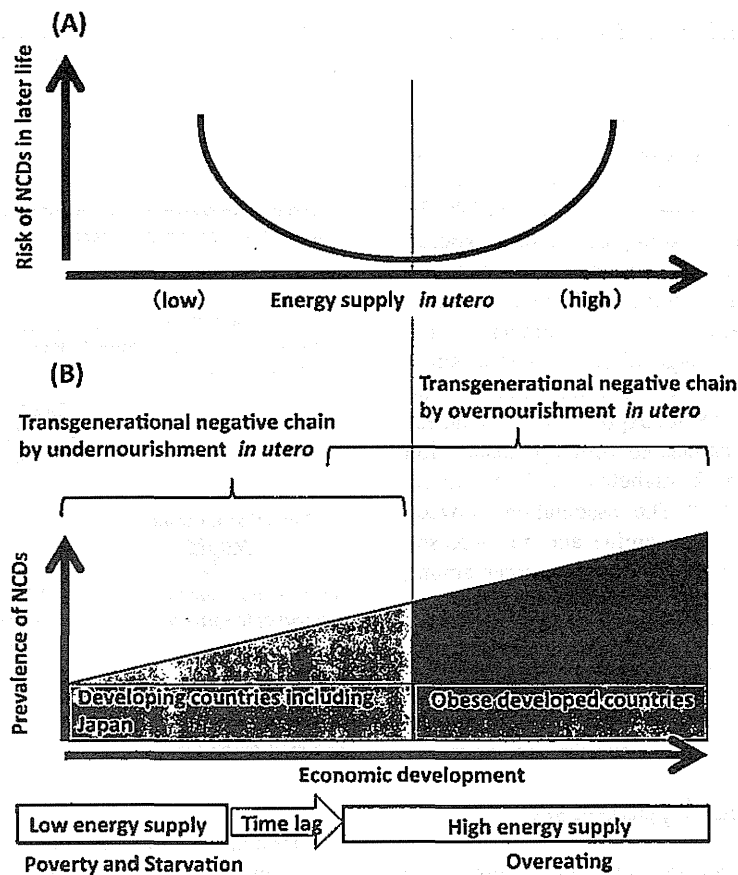 (A)
Risk of NCDs in later life
(low) Energy supply in utero (high)
(B)
Transgenerational negative chain
by overnourishment in utero
Transgenerational negative chain
by undernourishment in utero
Prevalence of NCDs
Developing countries including
Japan
Obese developed countries
Economic development
Low energy supply
Time lag
High energy supply
Poverty and Starvation
Overeating